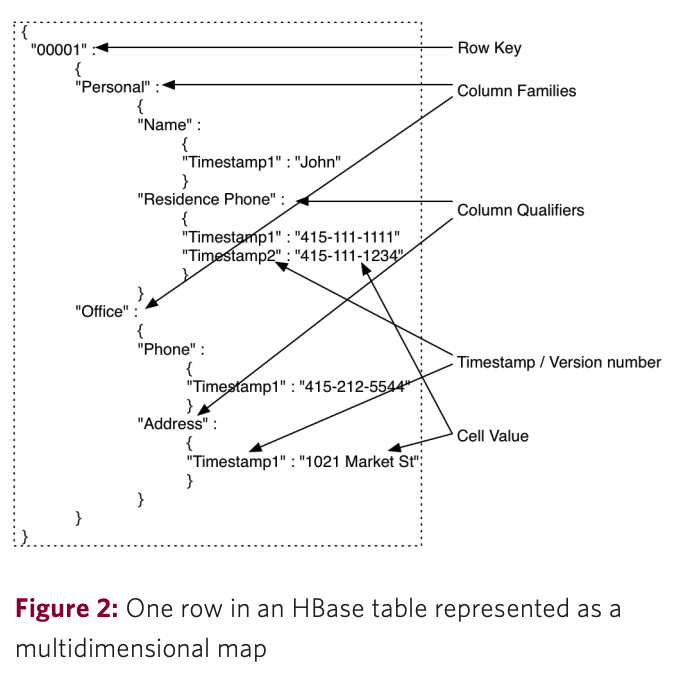 {
"00001" : Row Key
{
"Personal" : Column Families
{
"Name" :
{
"Timestamp1" : "John"
}
"Residence Phone" : Column Qualifiers
{
"Timestamp1" : "415-111-1111"
"Timestamp2" : "415-111-1234"
}
}
"Office" :
{
"Phone" :
{ Timestamp / Version number
"Timestamp1" : "415-212-5544"
}
"Address" : Cell Value
{
"Timestamp1" : "1021 Market St"
}
}
}
}
Figure 2: One row in an HBase table represented as a
multidimensional map